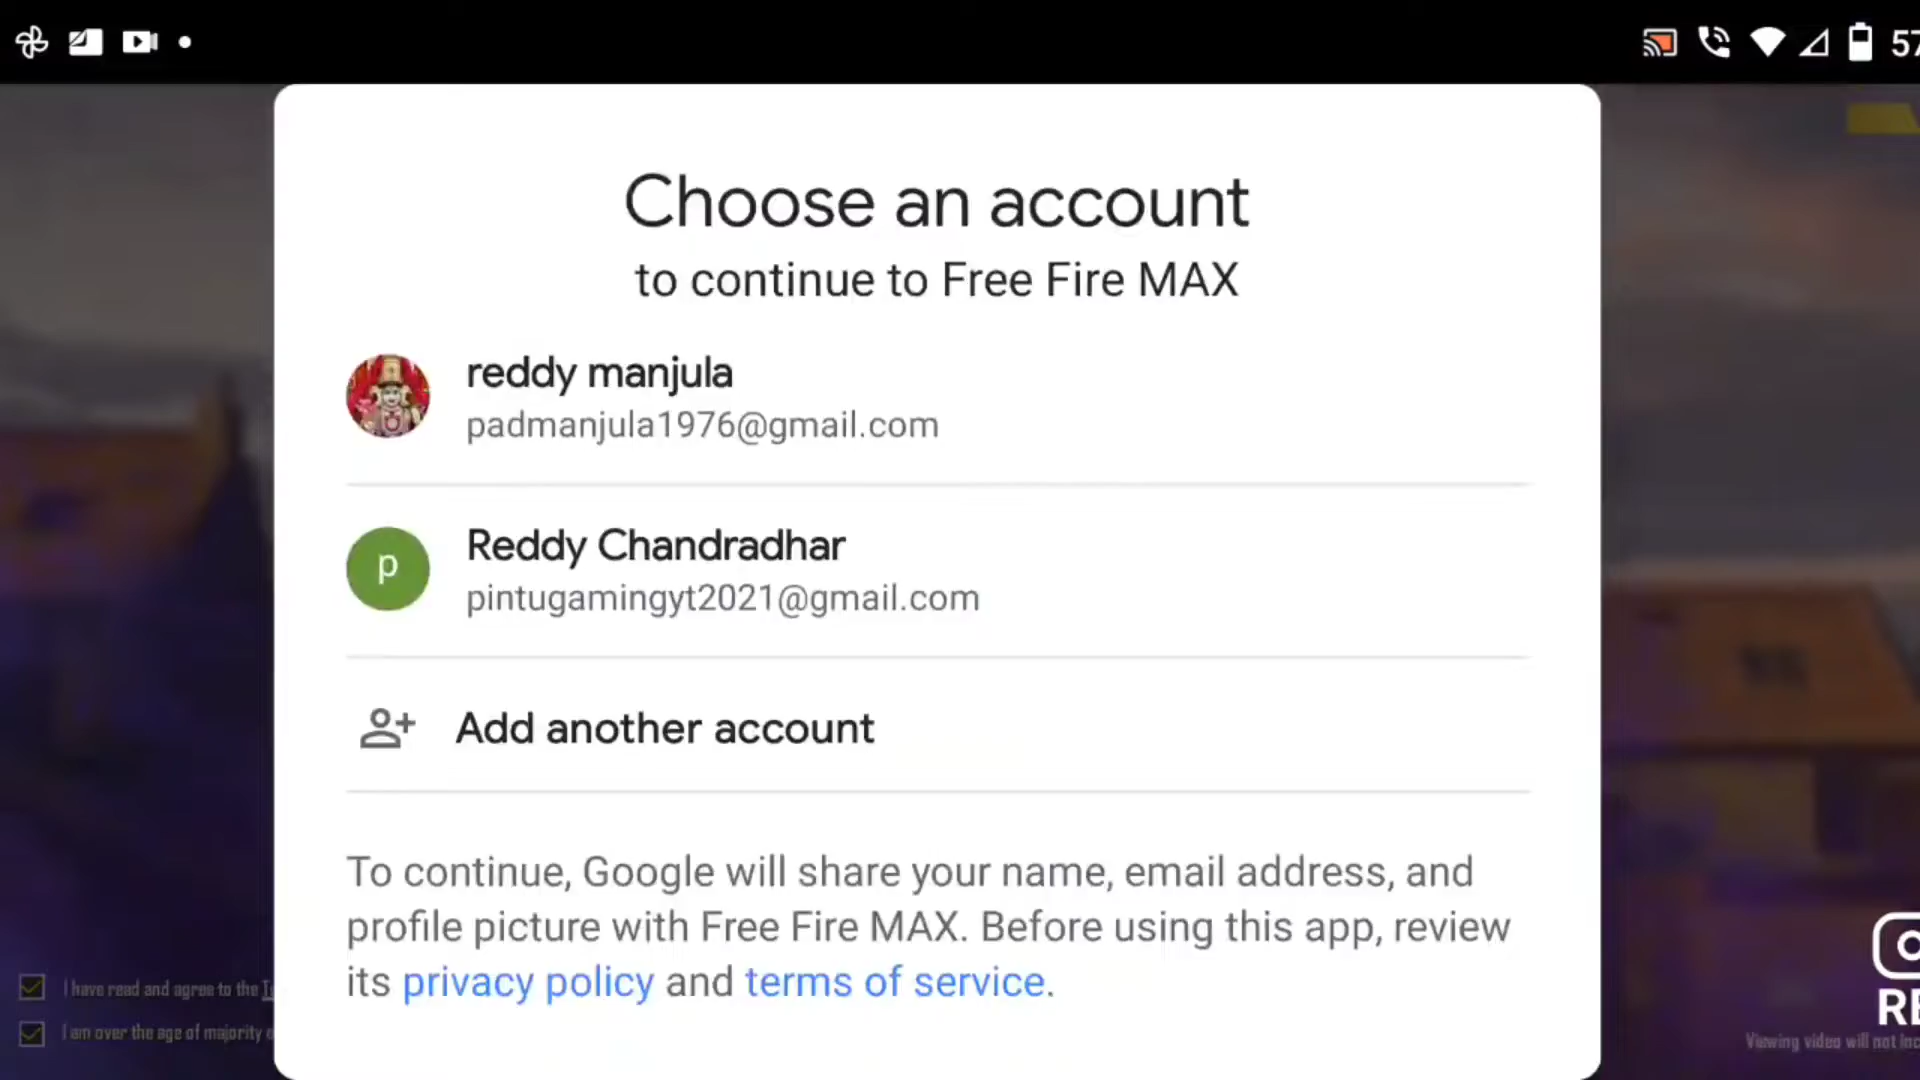 57
Choose an account
to continue to Free Fire MAX
reddy manjula
padmanjula1976@gmail.com
p
Reddy Chandradhar
pintugamingyt2021@gmail.com
Add another account
To continue, Google will share your name, email address, and
profile picture with Free Fire MAX. Before using this app, review
its privacy policy and terms of service.
I have read and agree to the
I am over the age of majority
RE
Viewing video will not